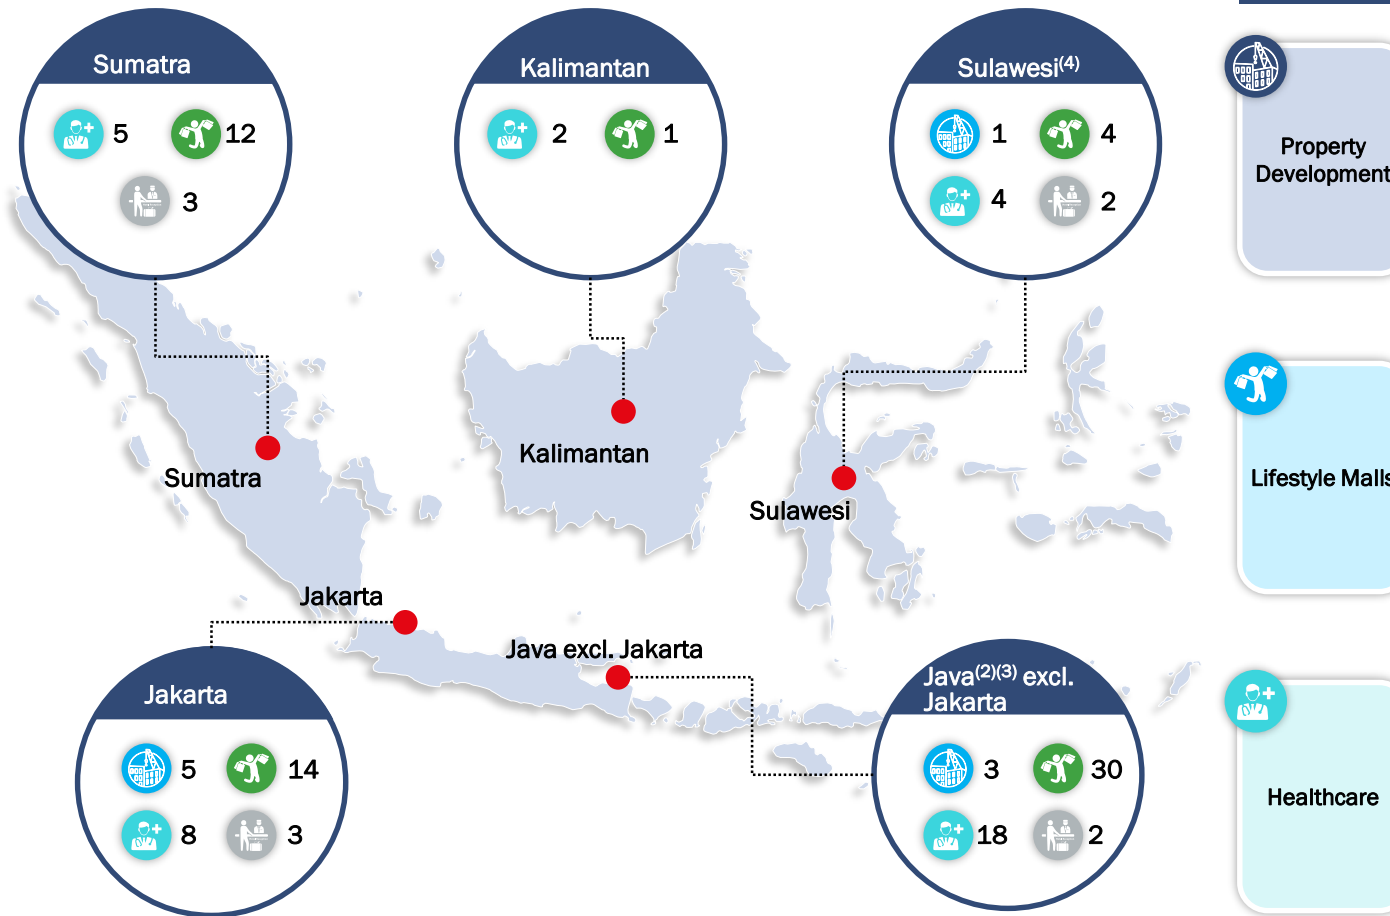 Sumatra
5 12
3
Kalimantan
2 1
Sulawesi(4)
1 4
4 2
Property
Development
Sumatra
Kalimantan
Sulawesi
Lifestyle Malls
Jakarta
Java excl. Jakarta
Jakarta
5 14
8 3
Java(2)(3) excl.
Jakarta
3 30
18 2
Healthcare